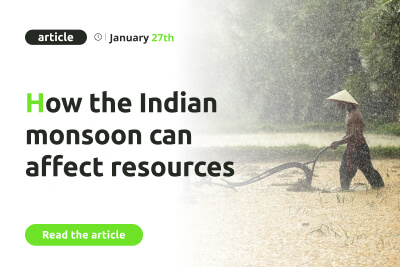 article
January 27th
How the Indian
monsoon can
affect resources
Read the article